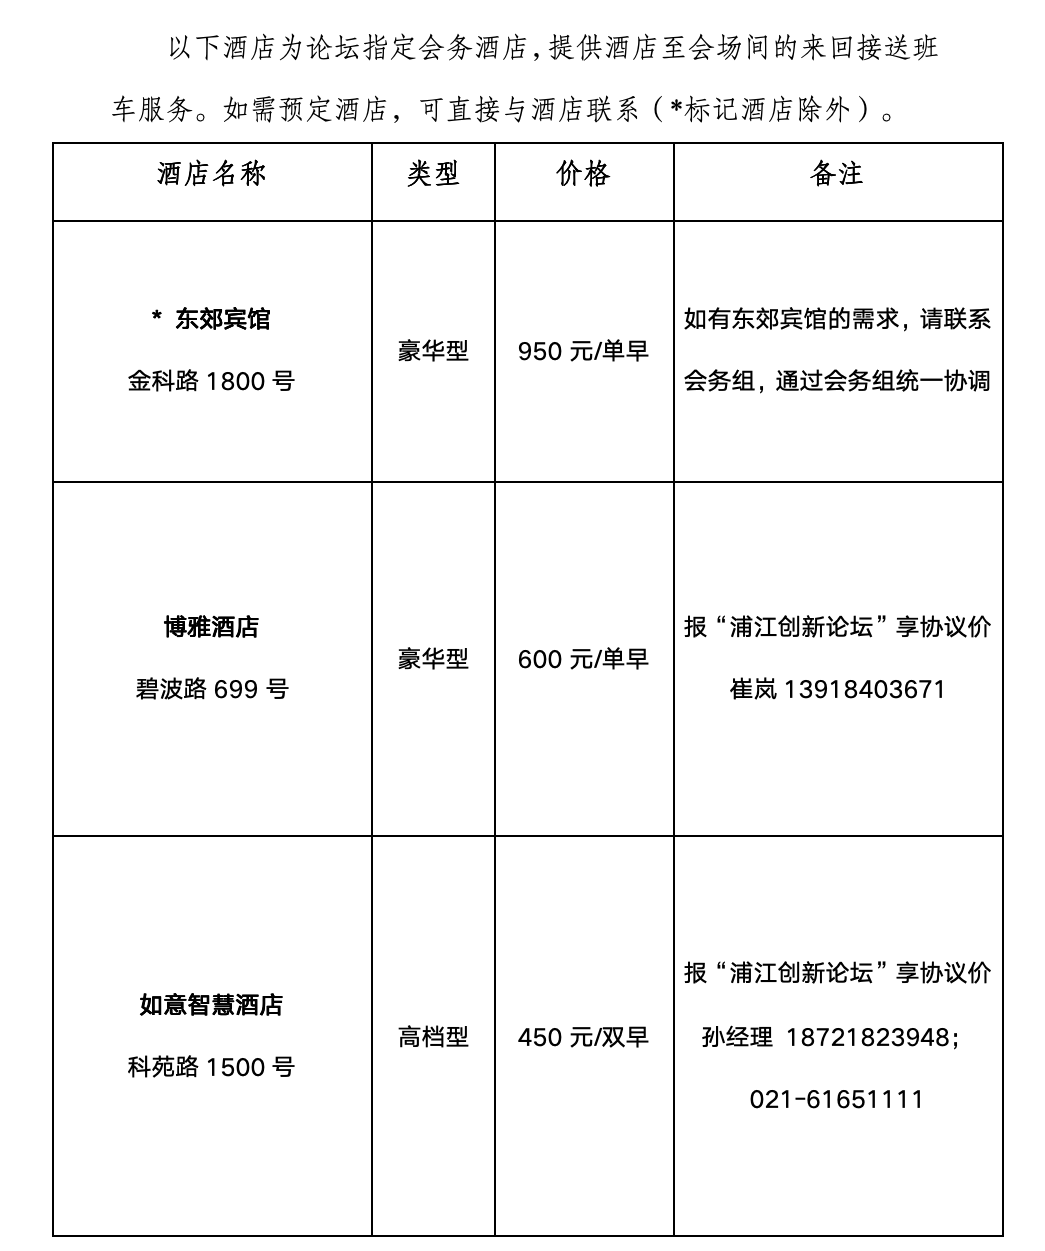 以下酒店为论坛指定会务酒店,提供酒店至会场间的来回接送班
车服务。如需预定酒店，可直接与酒店联系（*标记酒店除外）。
酒店名称 类型 价格 备注
* 东郊宾馆
金科路 1800 号
豪华型
950 元/单早
如有东郊宾馆的需求，请联系
会务组，通过会务组统一协调
博雅酒店
碧波路 699 号
豪华型
600 元/单早
报“浦江创新论坛”享协议价
崔岚 13918403671
如意智慧酒店
科苑路 1500 号
高档型
450 元/双早
报“浦江创新论坛”享协议价
孙经理 18721823948；
021-61651111